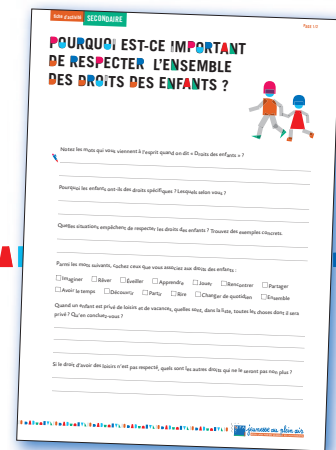 fiche d'activité SECONDAIRE
Page 1/2
POURQUOI EST-CE IMPORTANT
DE RESPECTER L'ENSEMBLE
DES DROITS DES ENFANTS ?
Notez les mots qui vous viennent à l'esprit quand on dit « Droits des enfants » ?
Pourquoi les enfants ont-ils des droits spécifiques ? Lesquels selon vous ?
Quelles situations empêchent de respecter les droits des enfants ? Trouvez des exemples concrets.
Parmi les mots suivants, cochez ceux que vous associez aux droits des enfants :
Imaginer Rêver Éveiller Apprendre Jouer Rencontrer Partager
Avoir le temps Découvrir Partir Rire Changer de quotidien Ensemble
Quand un enfant est privé de loisirs et de vacances, quelles sont, dans la liste, toutes les choses dont il sera
privé ? Qu'en concluez-vous ?
Si le droit d'avoir des loisirs n'est pas respecté, quels sont les autres droits qui ne le seront pas non plus ?
jeunesse au plein air